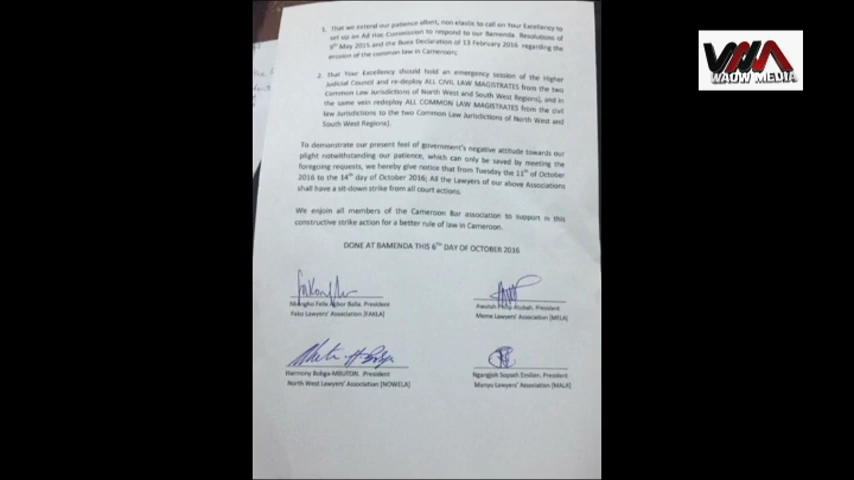 1. That we extend our patience albeit, non elastic to call on Your Excellency to
set up an Ad Hoc Commission to respond to our Bamenda Resolutions of
9th May 2015 and the Buea Declaration of 13 February 2016 regarding the
erosion of the common law in Cameroon;
2. That Your Excellency should hold an emergency session of the Higher
Judicial Council and re-deploy ALL CIVIL LAW MAGISTRATES from the two
Common Law Jurisdictions of North West and South West Regions), and in
the same vein redeploy ALL COMMON LAW MAGISTRATES from the civil
law Jurisdictions to the two Common Law Jurisdictions of North West and
South West Regions).
To demonstrate our present feel of government's negative attitude towards our
plight notwithstanding our patience, which can only be saved by meeting the
foregoing requests, we hereby give notice that from Tuesday the 11th of October
2016 to the 14th day of October 2016; All the Lawyers of our above Associations
shall have a sit-down strike from all court actions.
We enjoin all members of the Cameroon Bar association to support in this
constructive strike action for a better rule of law in Cameroon.
DONE AT BAMENDA THIS 6TH DAY OF OCTOBER 2016
Nkongho Felix Agbor Balla. President
Fako Lawyers' Association [FAKLA]
Awutah Philip Atubah. President
Meme Lawyers' Association [MELA]
Harmony Bobga-MBUTON. President
North West Lawyers' Association [NOWELA]
Ngangjoh Sopseh Emilien. President
Manyu Lawyers' Association [MALA]
WAOW MEDIA